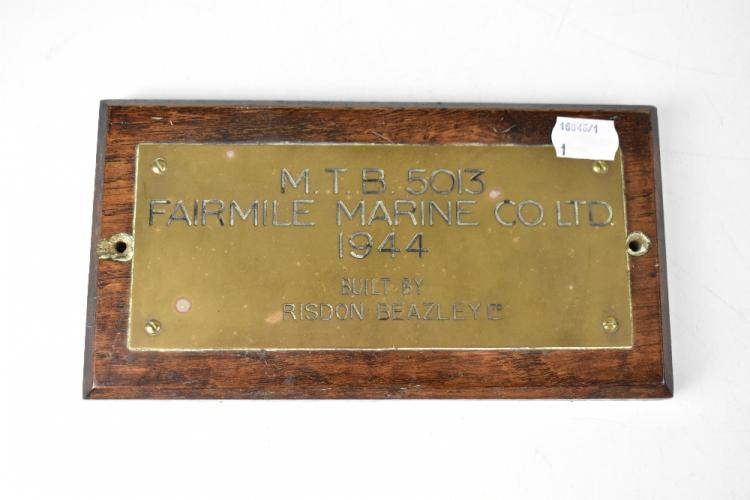 16043/1
1
M.T.B. 5013
FAIRMILE MARINE CO. LTD
1944
BUILT BY
RISDON BEAZLEY LTD